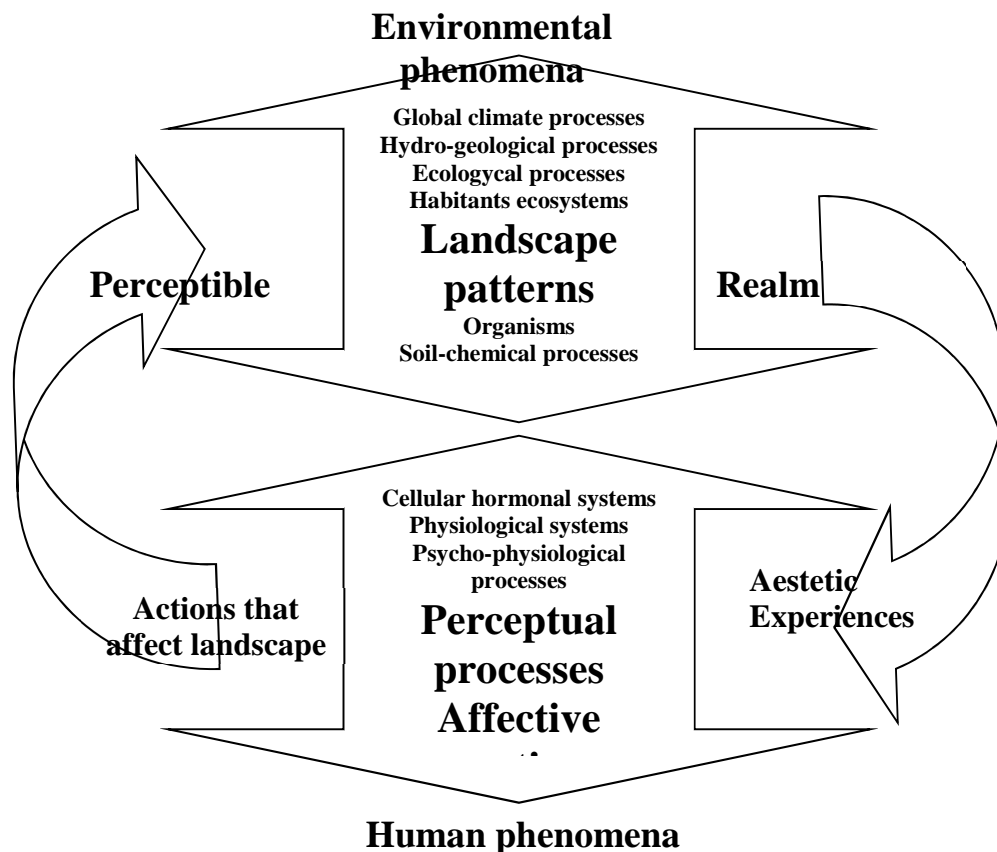 Environmental
phenomena
Global climate processes
Hydro-geological processes
Ecologycal processes
Habitants ecosystems
Landscape
patterns
Organisms
Soil-chemical processes
Perceptible
Realm
Cellular hormonal systems
Physiological systems
Psycho-physiological
processes
Perceptual
processes
Affective
Actions that
affect landscape
Aestetic
Experiences
Human phenomena